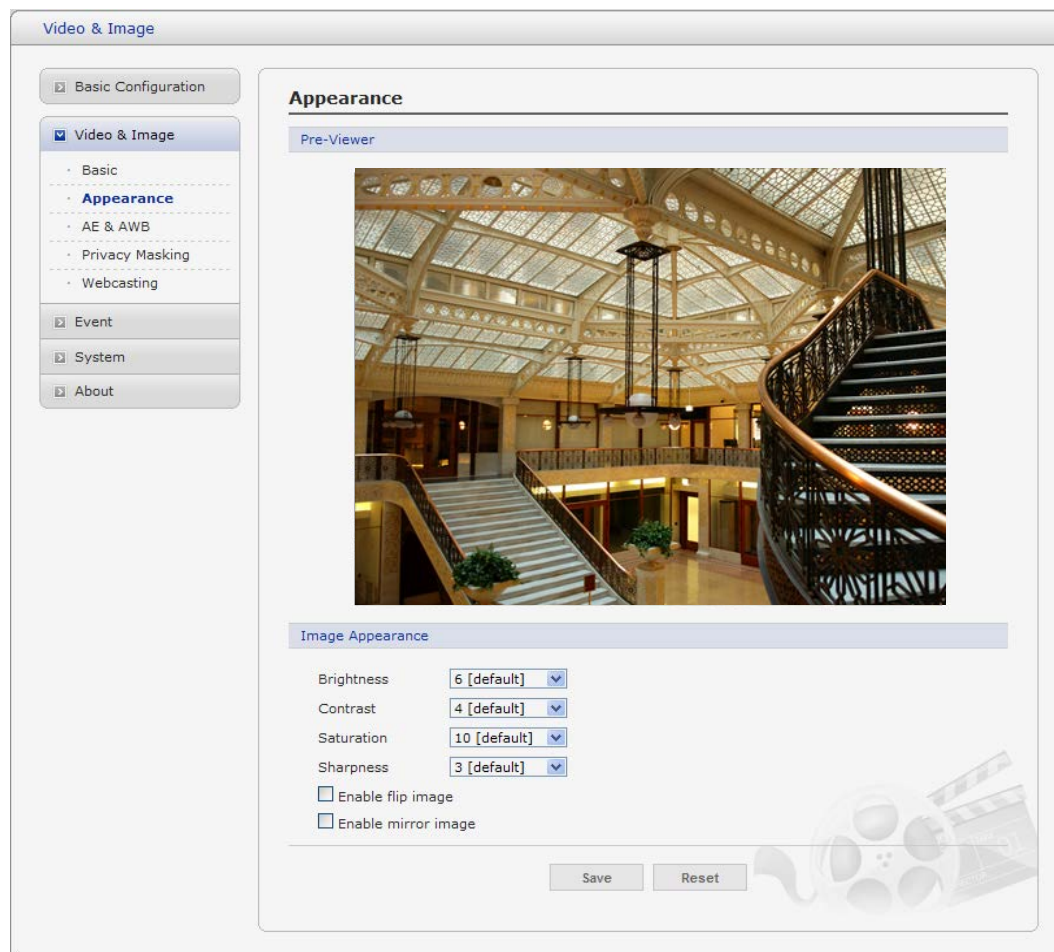 Video & Image
Basic Configuration
Video & Image
· Basic
· Appearance
· AE & AWB
· Privacy Masking
· Webcasting
Event
System
About
Appearance
Pre-Viewer
Image Appearance
Brightness 6 [default]
Contrast 4 [default]
Saturation 10 [default]
Sharpness 3 [default]
Enable flip image
Enable mirror image
Save Reset